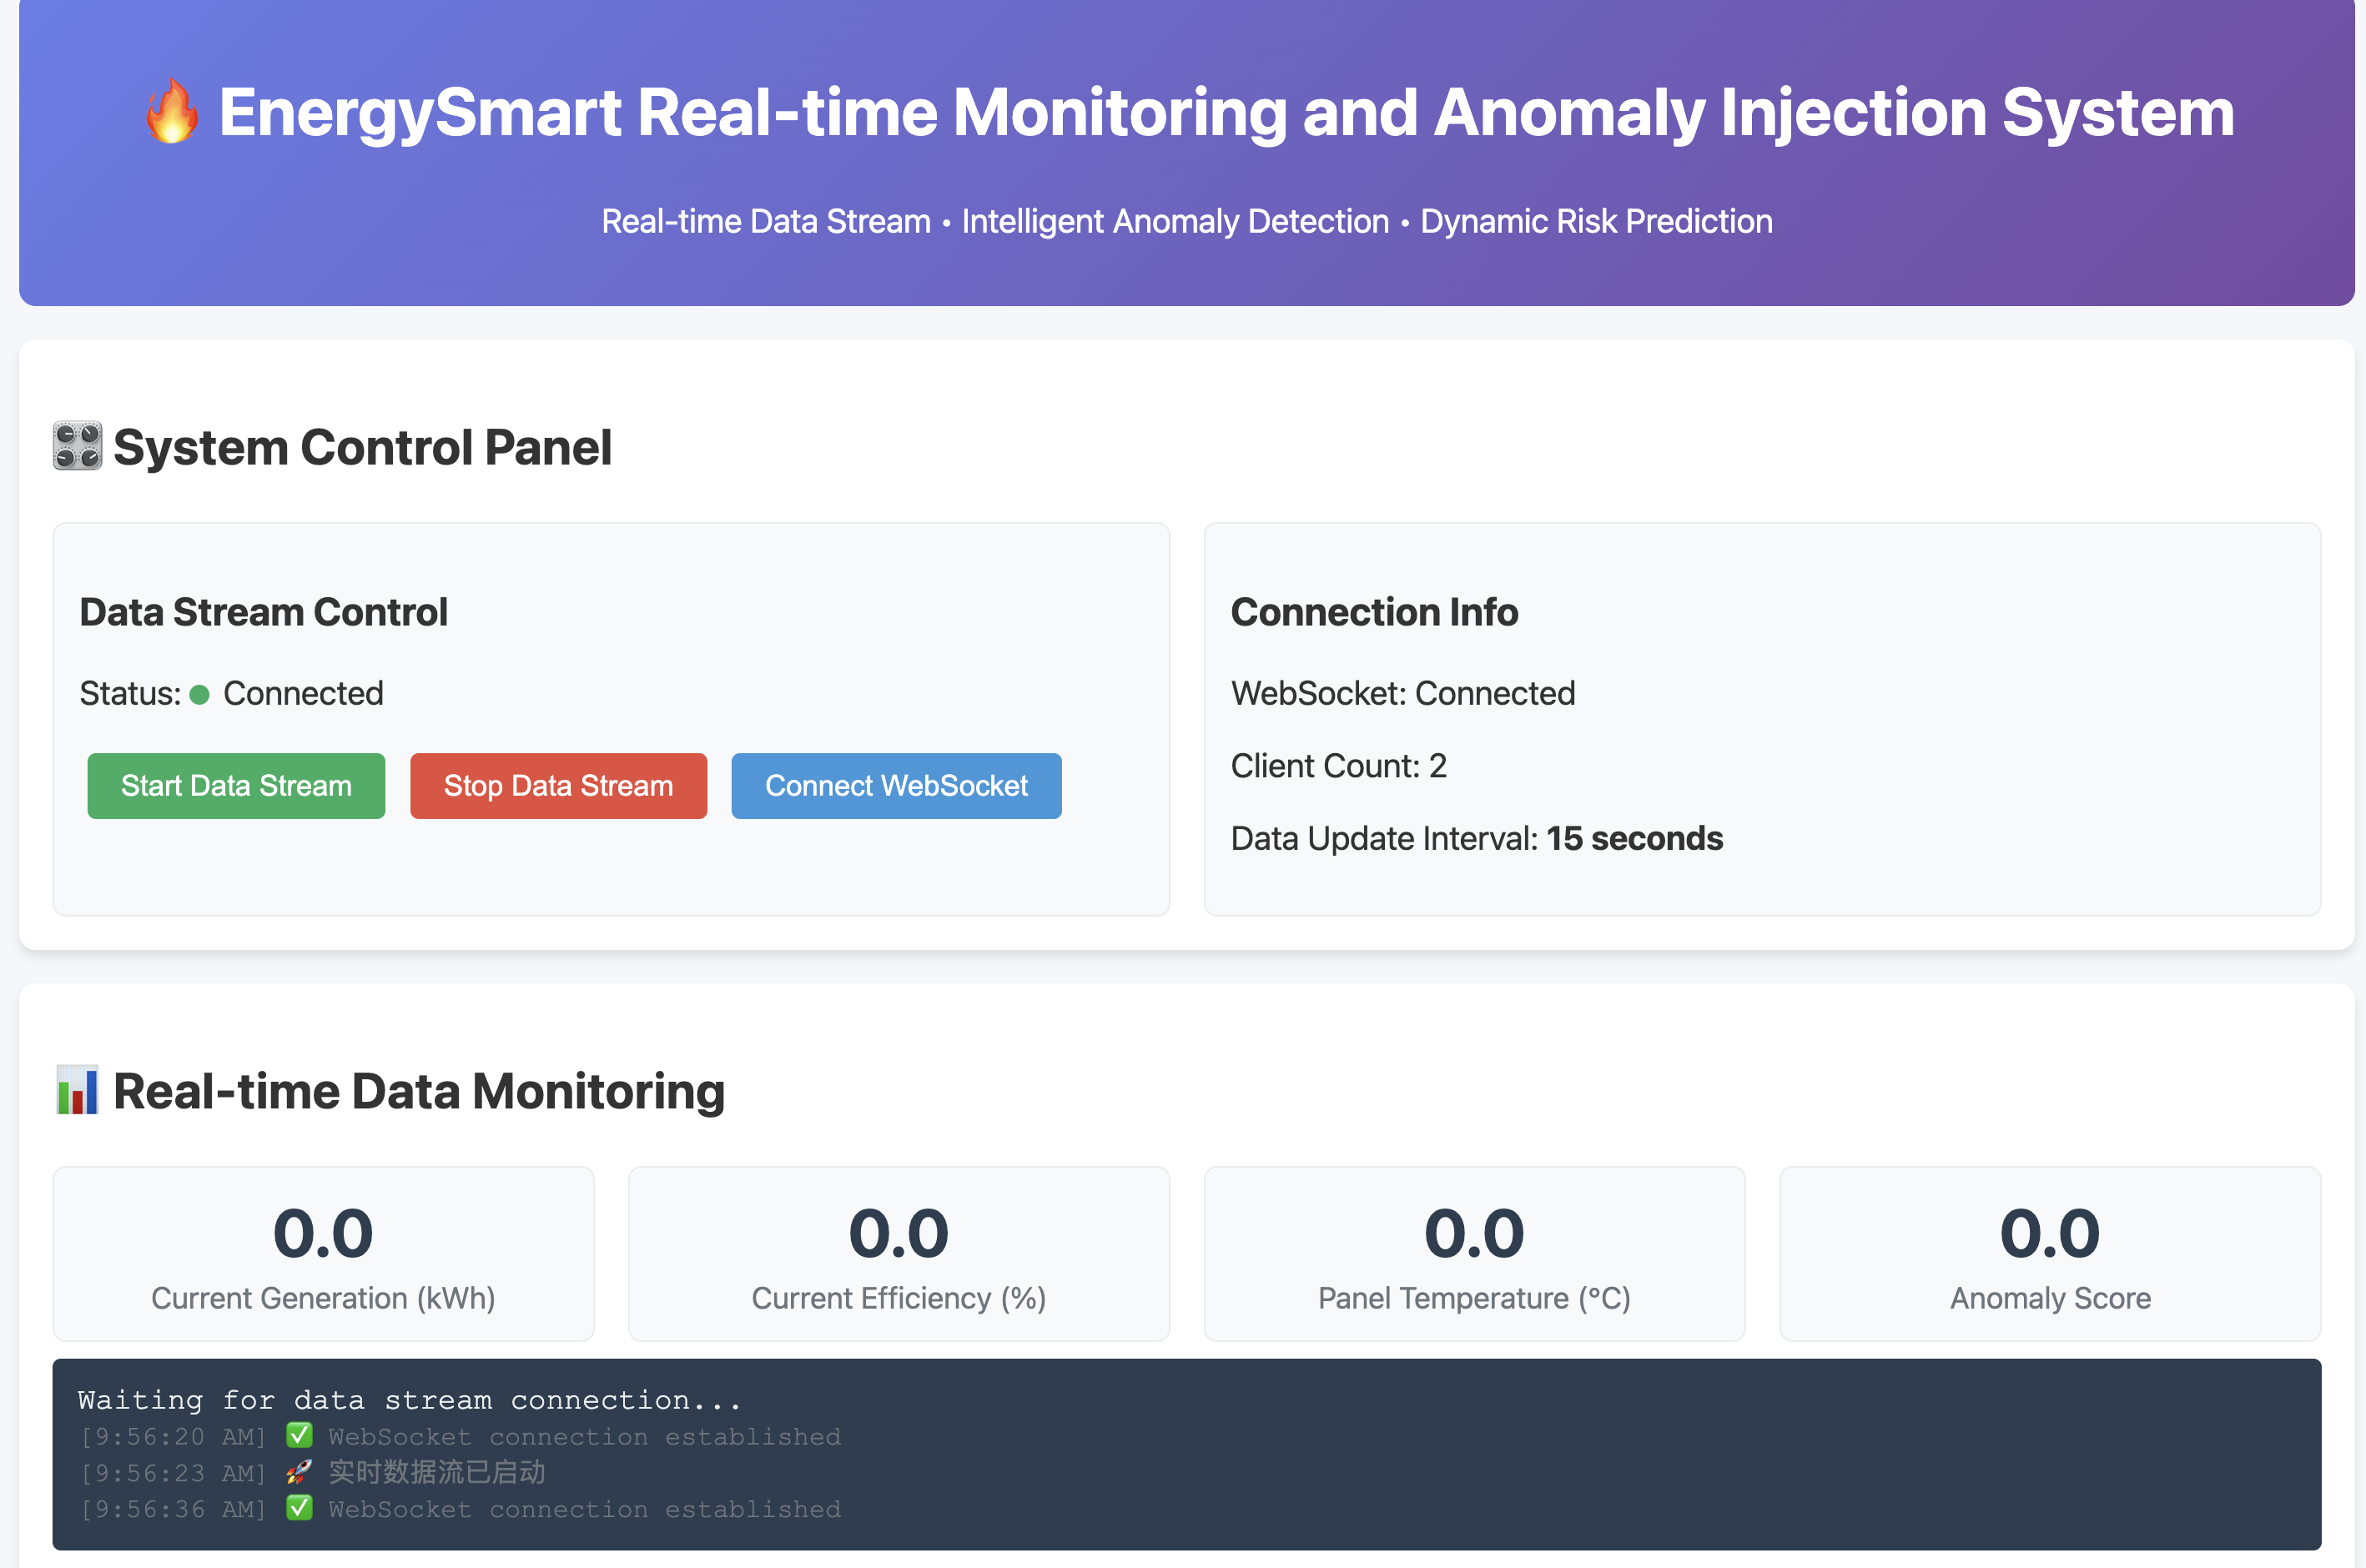 🔥 EnergySmart Real-time Monitoring and Anomaly Injection System
Real-time Data Stream • Intelligent Anomaly Detection • Dynamic Risk Prediction
🎛️ System Control Panel
Data Stream Control
Status: ● Connected
Start Data Stream
Stop Data Stream
Connect WebSocket
Connection Info
WebSocket: Connected
Client Count: 2
Data Update Interval: 15 seconds
📊 Real-time Data Monitoring
0.0
Current Generation (kWh)
0.0
Current Efficiency (%)
0.0
Panel Temperature (°C)
0.0
Anomaly Score
Waiting for data stream connection...
[9:56:20 AM] ✅ WebSocket connection established
[9:56:23 AM] 🚀 实时数据流已启动
[9:56:36 AM] ✅ WebSocket connection established